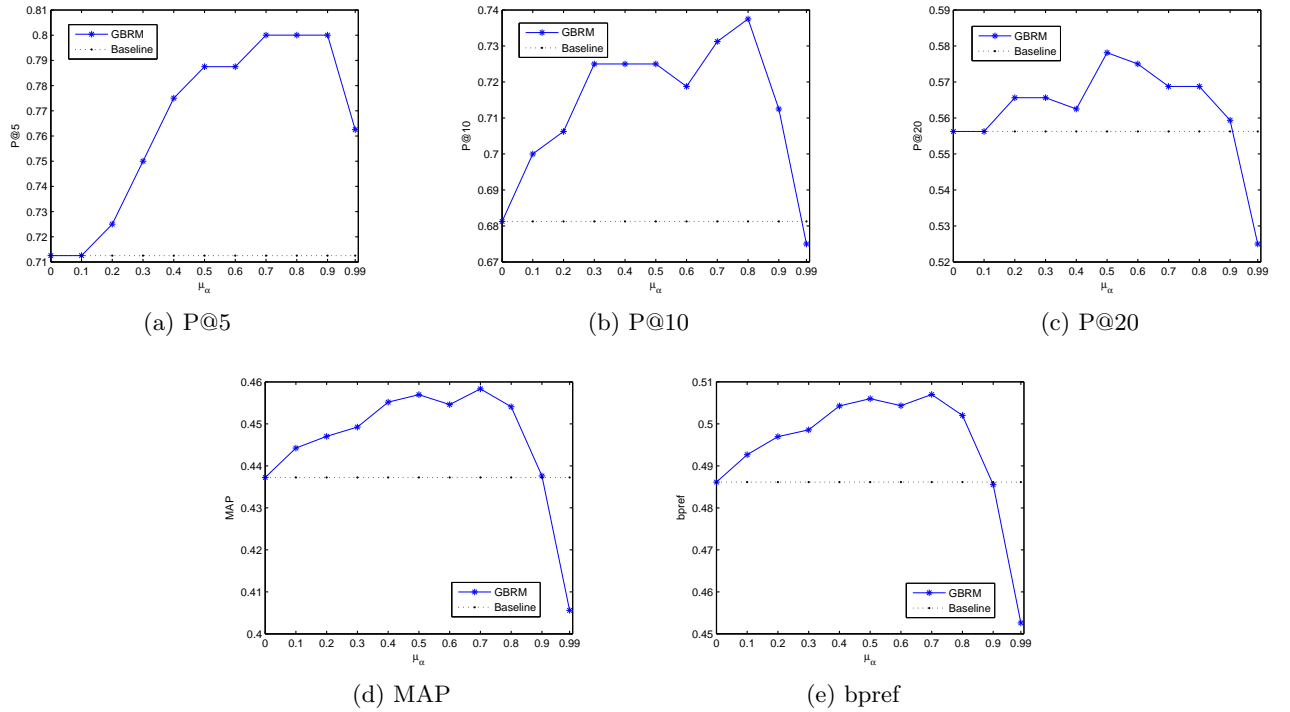 0.81
0.8
0.79
0.78
0.77
0.76
0.75
0.74
0.73
0.72
0.71
P@5
GBRM
Baseline
0 0.1 0.2 0.3 0.4 0.5 0.6 0.7 0.8 0.9 0.99
μα
(a) P@5
0.74
0.73
0.72
0.71
0.7
0.69
0.68
0.67
P@10
GBRM
Baseline
0 0.1 0.2 0.3 0.4 0.5 0.6 0.7 0.8 0.9 0.99
μα
(b) P@10
0.59
0.58
0.57
0.56
0.55
0.54
0.53
0.52
P@20
GBRM
Baseline
0 0.1 0.2 0.3 0.4 0.5 0.6 0.7 0.8 0.9 0.99
μα
(c) P@20
0.46
0.45
0.44
0.43
0.42
0.41
0.4
MAP
GBRM
Baseline
0 0.1 0.2 0.3 0.4 0.5 0.6 0.7 0.8 0.9 0.99
μα
(d) MAP
0.51
0.5
0.49
0.48
0.47
0.46
0.45
bpref
GBRM
Baseline
0 0.1 0.2 0.3 0.4 0.5 0.6 0.7 0.8 0.9 0.99
μα
(e) bpref